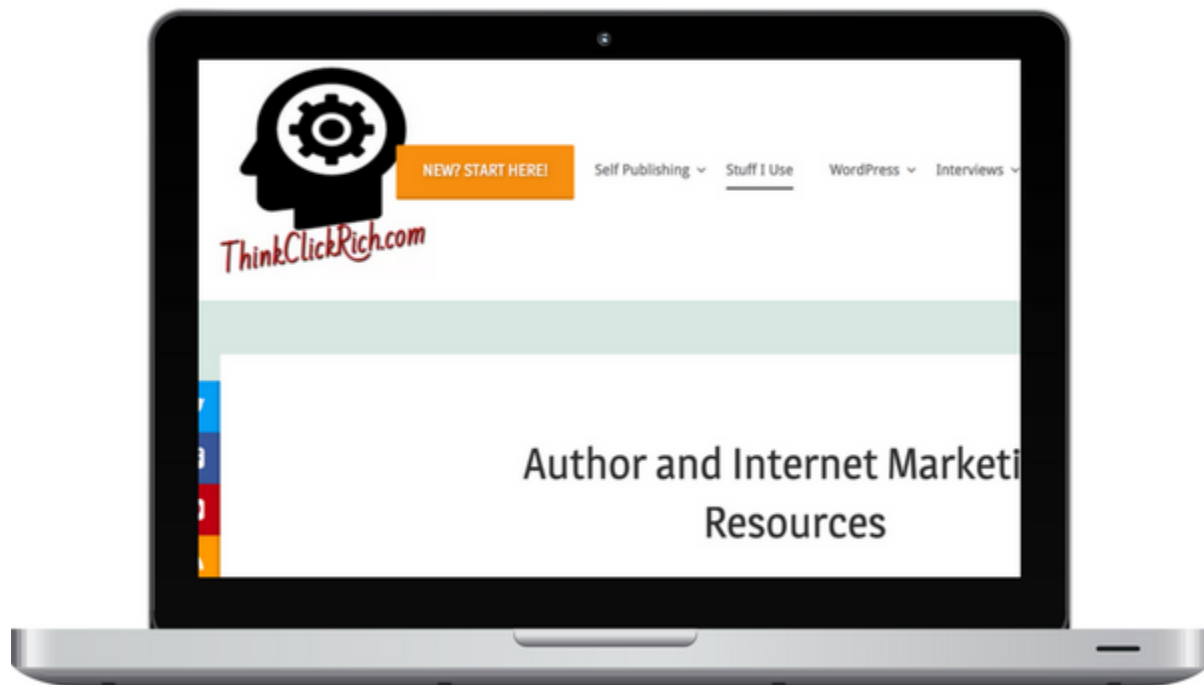 NEW? START HERE!
Self Publishing
Stuff I Use
WordPress
Interviews
ThinkClickRich.com
Author and Internet Marketi
Resources